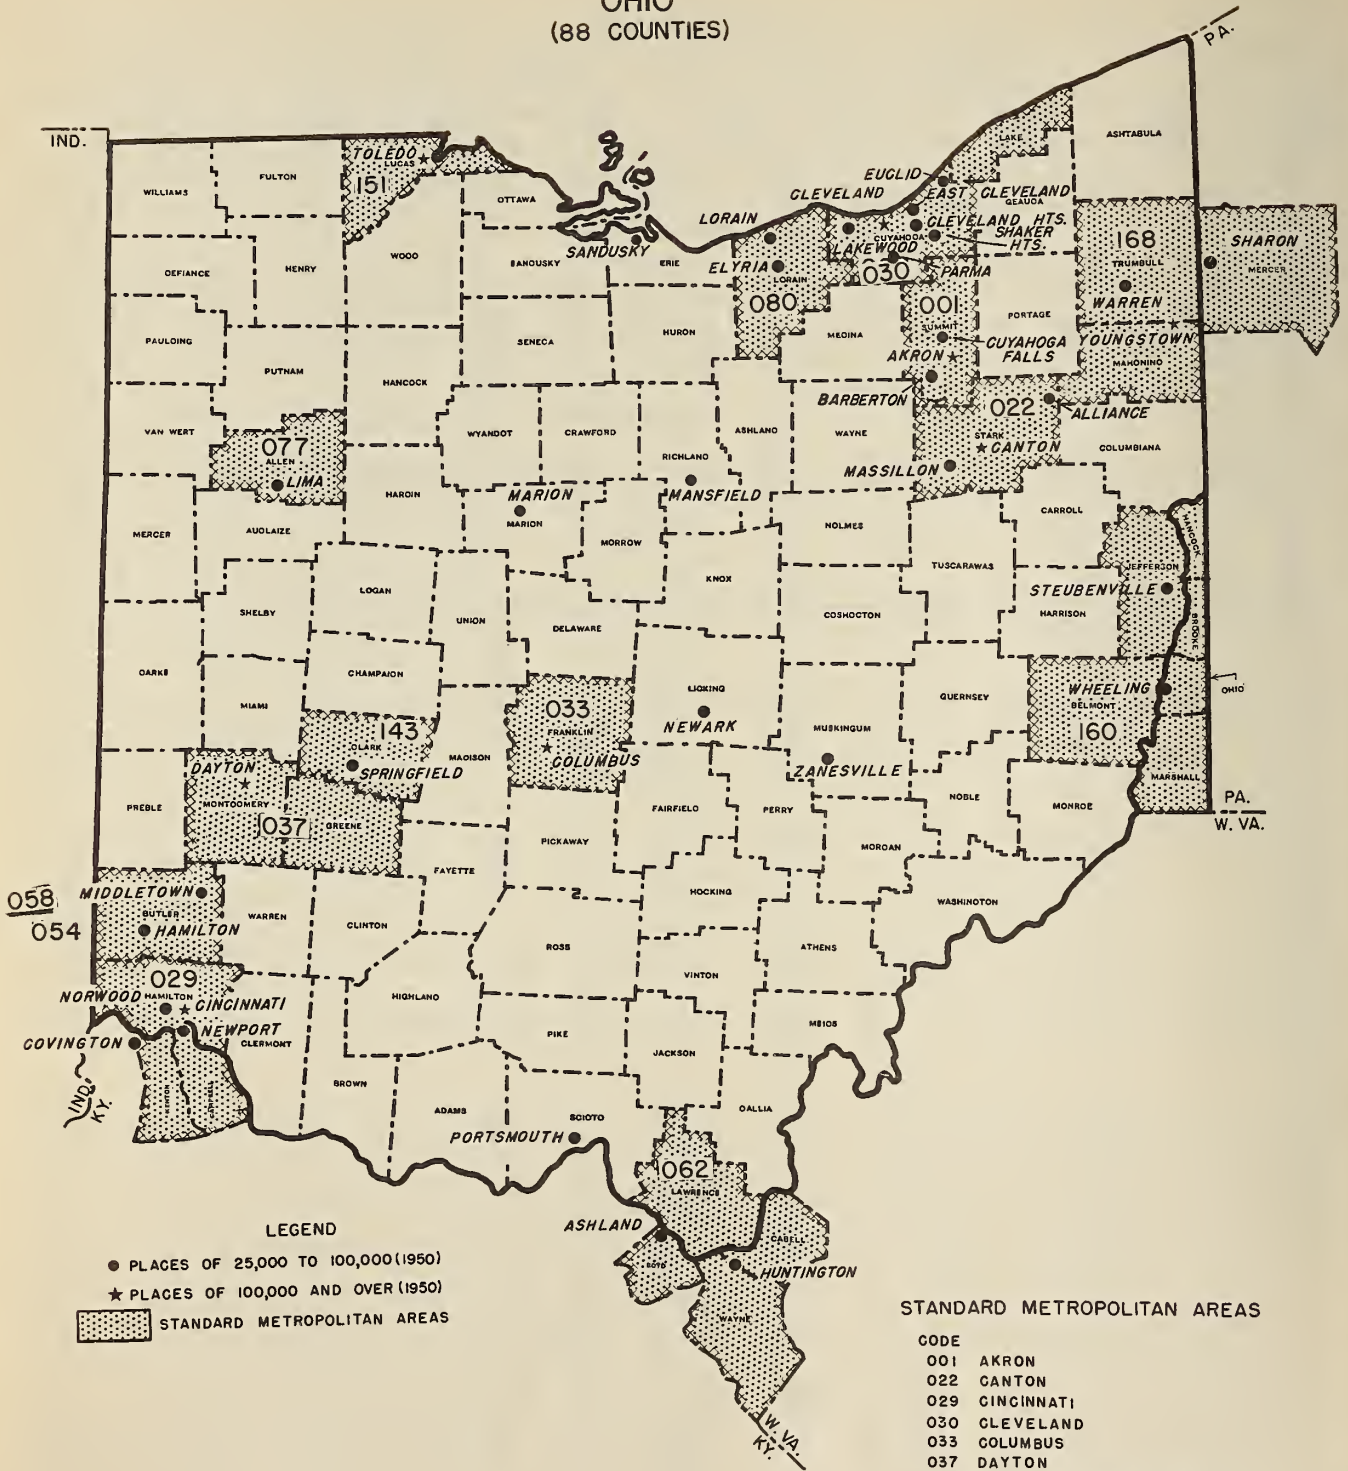 OHIO
(88 COUNTIES)
PA.
IND.
ASHTABULA
LAKE
TOLEDO
LUCAS
151
FULTON
WILLIAMS
OTTAWA
EUCLID
CLEVELAND
EAST CLEVELAND
GEAUGA
LORAIN
CLEVELAND HTS.
CUYAHOGA
SHAKER
HTS.
LAKEWOOD
030
PARMA
168
TRUMBULL
WARREN
SHARON
MERCER
SANDUSKY
SANDUSKY
ERIE
ELYRIA
LORAIN
080
WOOD
HENRY
DEFIANCE
001
SUMMIT
PORTAGE
CUYAHOGA
FALLS
AKRON
BARBERTON
YOUNGSTOWN
MAHONING
PAULDING
PUTNAM
HANCOCK
SENECA
HURON
MEDINA
022
ALLIANCE
STARK
CANTON
MASSILLON
COLUMBIANA
VAN WERT
077
ALLEN
LIMA
WYANDOT
CRAWFORD
RICHLAND
MANSFIELD
ASHLAND
WAYNE
HARDIN
MARION
MARION
MERCER
AUGLAIZE
MORROW
HOLMES
CARROLL
HANCOCK
JEFFERSON
STEUBENVILLE
BROOKE
TUSCARAWAS
KNOX
LOGAN
SHELBY
UNION
DELAWARE
COSHOCTON
HARRISON
DARKE
MIAMI
CHAMPAIGN
LICKING
NEWARK
GUERNSEY
WHEELING
BELMONT
160
OHIO
MARSHALL
143
CLARK
SPRINGFIELD
MADISON
033
FRANKLIN
COLUMBUS
MUSKINGUM
ZANESVILLE
DAYTON
MONTGOMERY
037
GREENE
PREBLE
FAIRFIELD
PERRY
NOBLE
MONROE
PA.
W. VA.
PICKAWAY
MORGAN
FAYETTE
HOCKING
WASHINGTON
058
054
MIDDLETOWN
BUTLER
HAMILTON
WARREN
CLINTON
ROSS
ATHENS
VINTON
029
NORWOOD
HAMILTON
CINCINNATI
NEWPORT
COVINGTON
CLERMONT
KENTON
HIGHLAND
PIKE
MEIGS
JACKSON
IND.
KY.
BROWN
ADAMS
SCIOTO
GALLIA
PORTSMOUTH
062
LAWRENCE
ASHLAND
BOYD
CABELL
HUNTINGTON
WAYNE
W. VA.
KY.
LEGEND
PLACES OF 25,000 TO 100,000 (1950)
PLACES OF 100,000 AND OVER (1950)
STANDARD METROPOLITAN AREAS
STANDARD METROPOLITAN AREAS
CODE
001 AKRON
022 CANTON
029 CINCINNATI
030 CLEVELAND
033 COLUMBUS
037 DAYTON